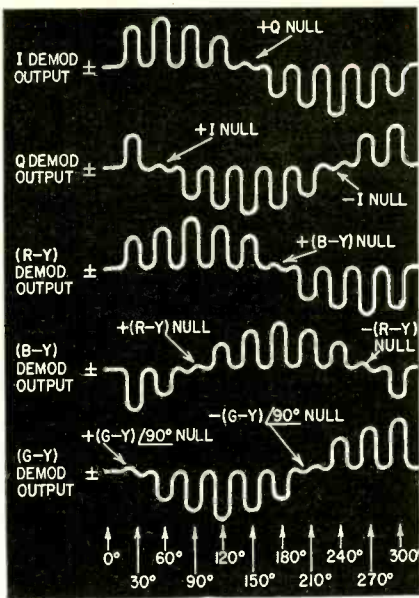 +Q NULL
I DEMOD
OUTPUT ±
+I NULL
Q DEMOD
OUTPUT ±
-I NULL
(R-Y)
DEMOD.
OUTPUT ±
+(B-Y) NULL
+(R-Y) NULL
-(R-Y)
NULL
(B-Y)
DEMOD
OUTPUT ±
-(G-Y)/90° NULL
+(G-Y)/90° NULL
(G-Y)
DEMOD
OUTPUT ±
0° 60° 120° 180° 240° 300°
30° 90° 150° 210° 270°